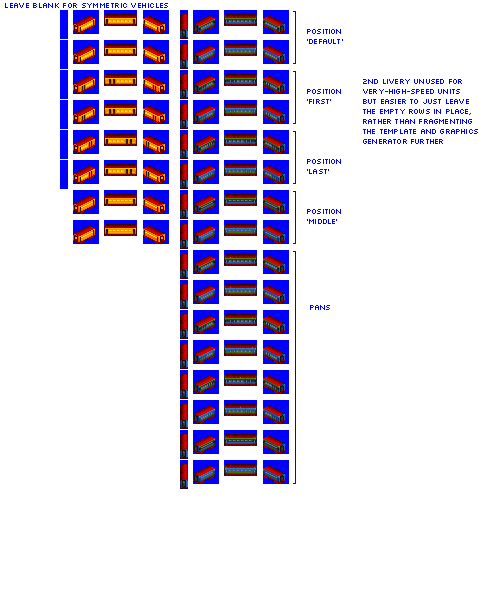 LEAVE BLANK FOR SYMMETRIC VEHICLES
POSITION
'DEFAULT'
POSITION
'FIRST'
2ND LIVERY UNUSED FOR
VERY-HIGH-SPEED UNITS
BUT EASIER TO JUST LEAVE
THE EMPTY ROWS IN PLACE,
RATHER THAN FRAGMENTING
THE TEMPLATE AND GRAPHICS
GENERATOR FURTHER
POSITION
'LAST'
POSITION
'MIDDLE'
PANS